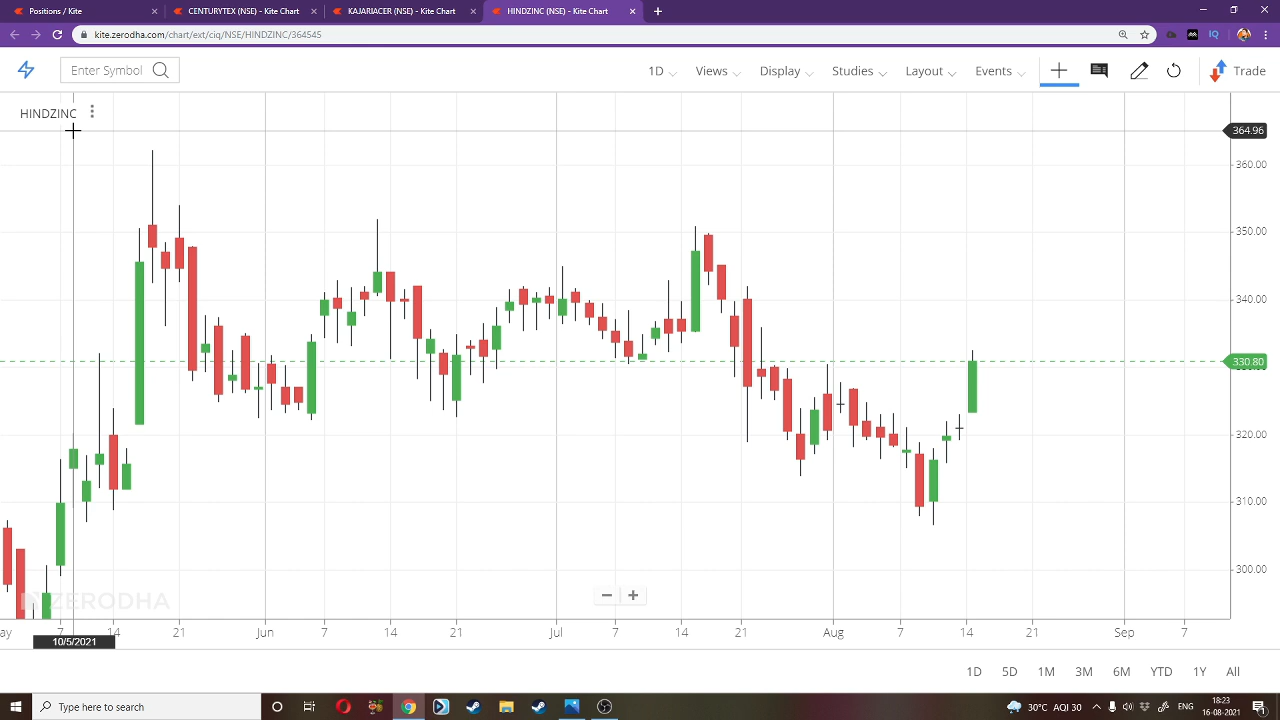 Positions / Kite
CENTURYTEX (NSE) - Kite Chart
KAJARIACER (NSE) - Kite Chart
HINDZINC (NSE) - Kite Chart
kite.zerodha.com/chart/ext/ciq/NSE/HINDZINC/364545
IQ
Enter Symbol
1D
Views
Display
Studies
Layout
Events
Trade
HINDZINC
364.96
360.00
350.00
340.00
330.80
320.00
310.00
300.00
ZERODHA
ay
7
14
21
Jun
7
14
21
Jul
7
14
21
Aug
7
14
21
Sep
7
10/5/2021
1D
5D
1M
3M
6M
YTD
1Y
All
Type here to search
30°C AQI 30
ENG
18:23
16-08-2021